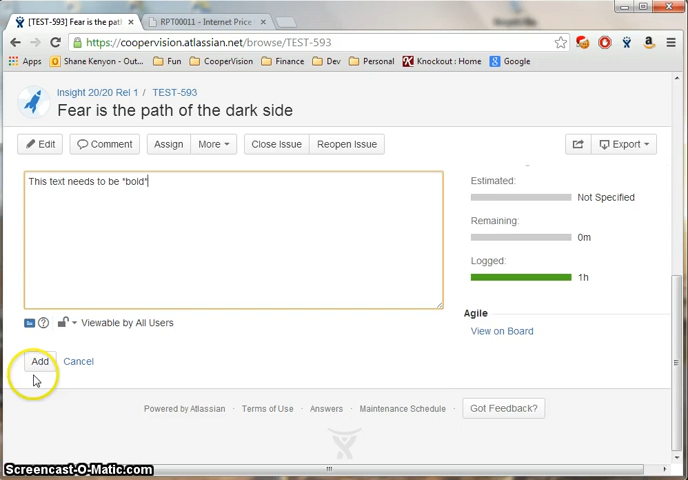 [TEST-593] Fear is the pat
RPT00011 - Internet Price
https://coopervision.atlassian.net/browse/TEST-593
Apps Shane Kenyon - Out... Fun CooperVision Finance Dev Personal Knockout : Home Google
Insight 20/20 Rel 1 / TEST-593
Fear is the path of the dark side
Edit Comment Assign More Close Issue Reopen Issue Export
This text needs to be *bold*
Estimated:
Not Specified
Remaining:
0m
Logged:
1h
Agile
View on Board
Viewable by All Users
Add Cancel
Powered by Atlassian · Terms of Use · Answers · Maintenance Schedule · Got Feedback?
Screencast-O-Matic.com